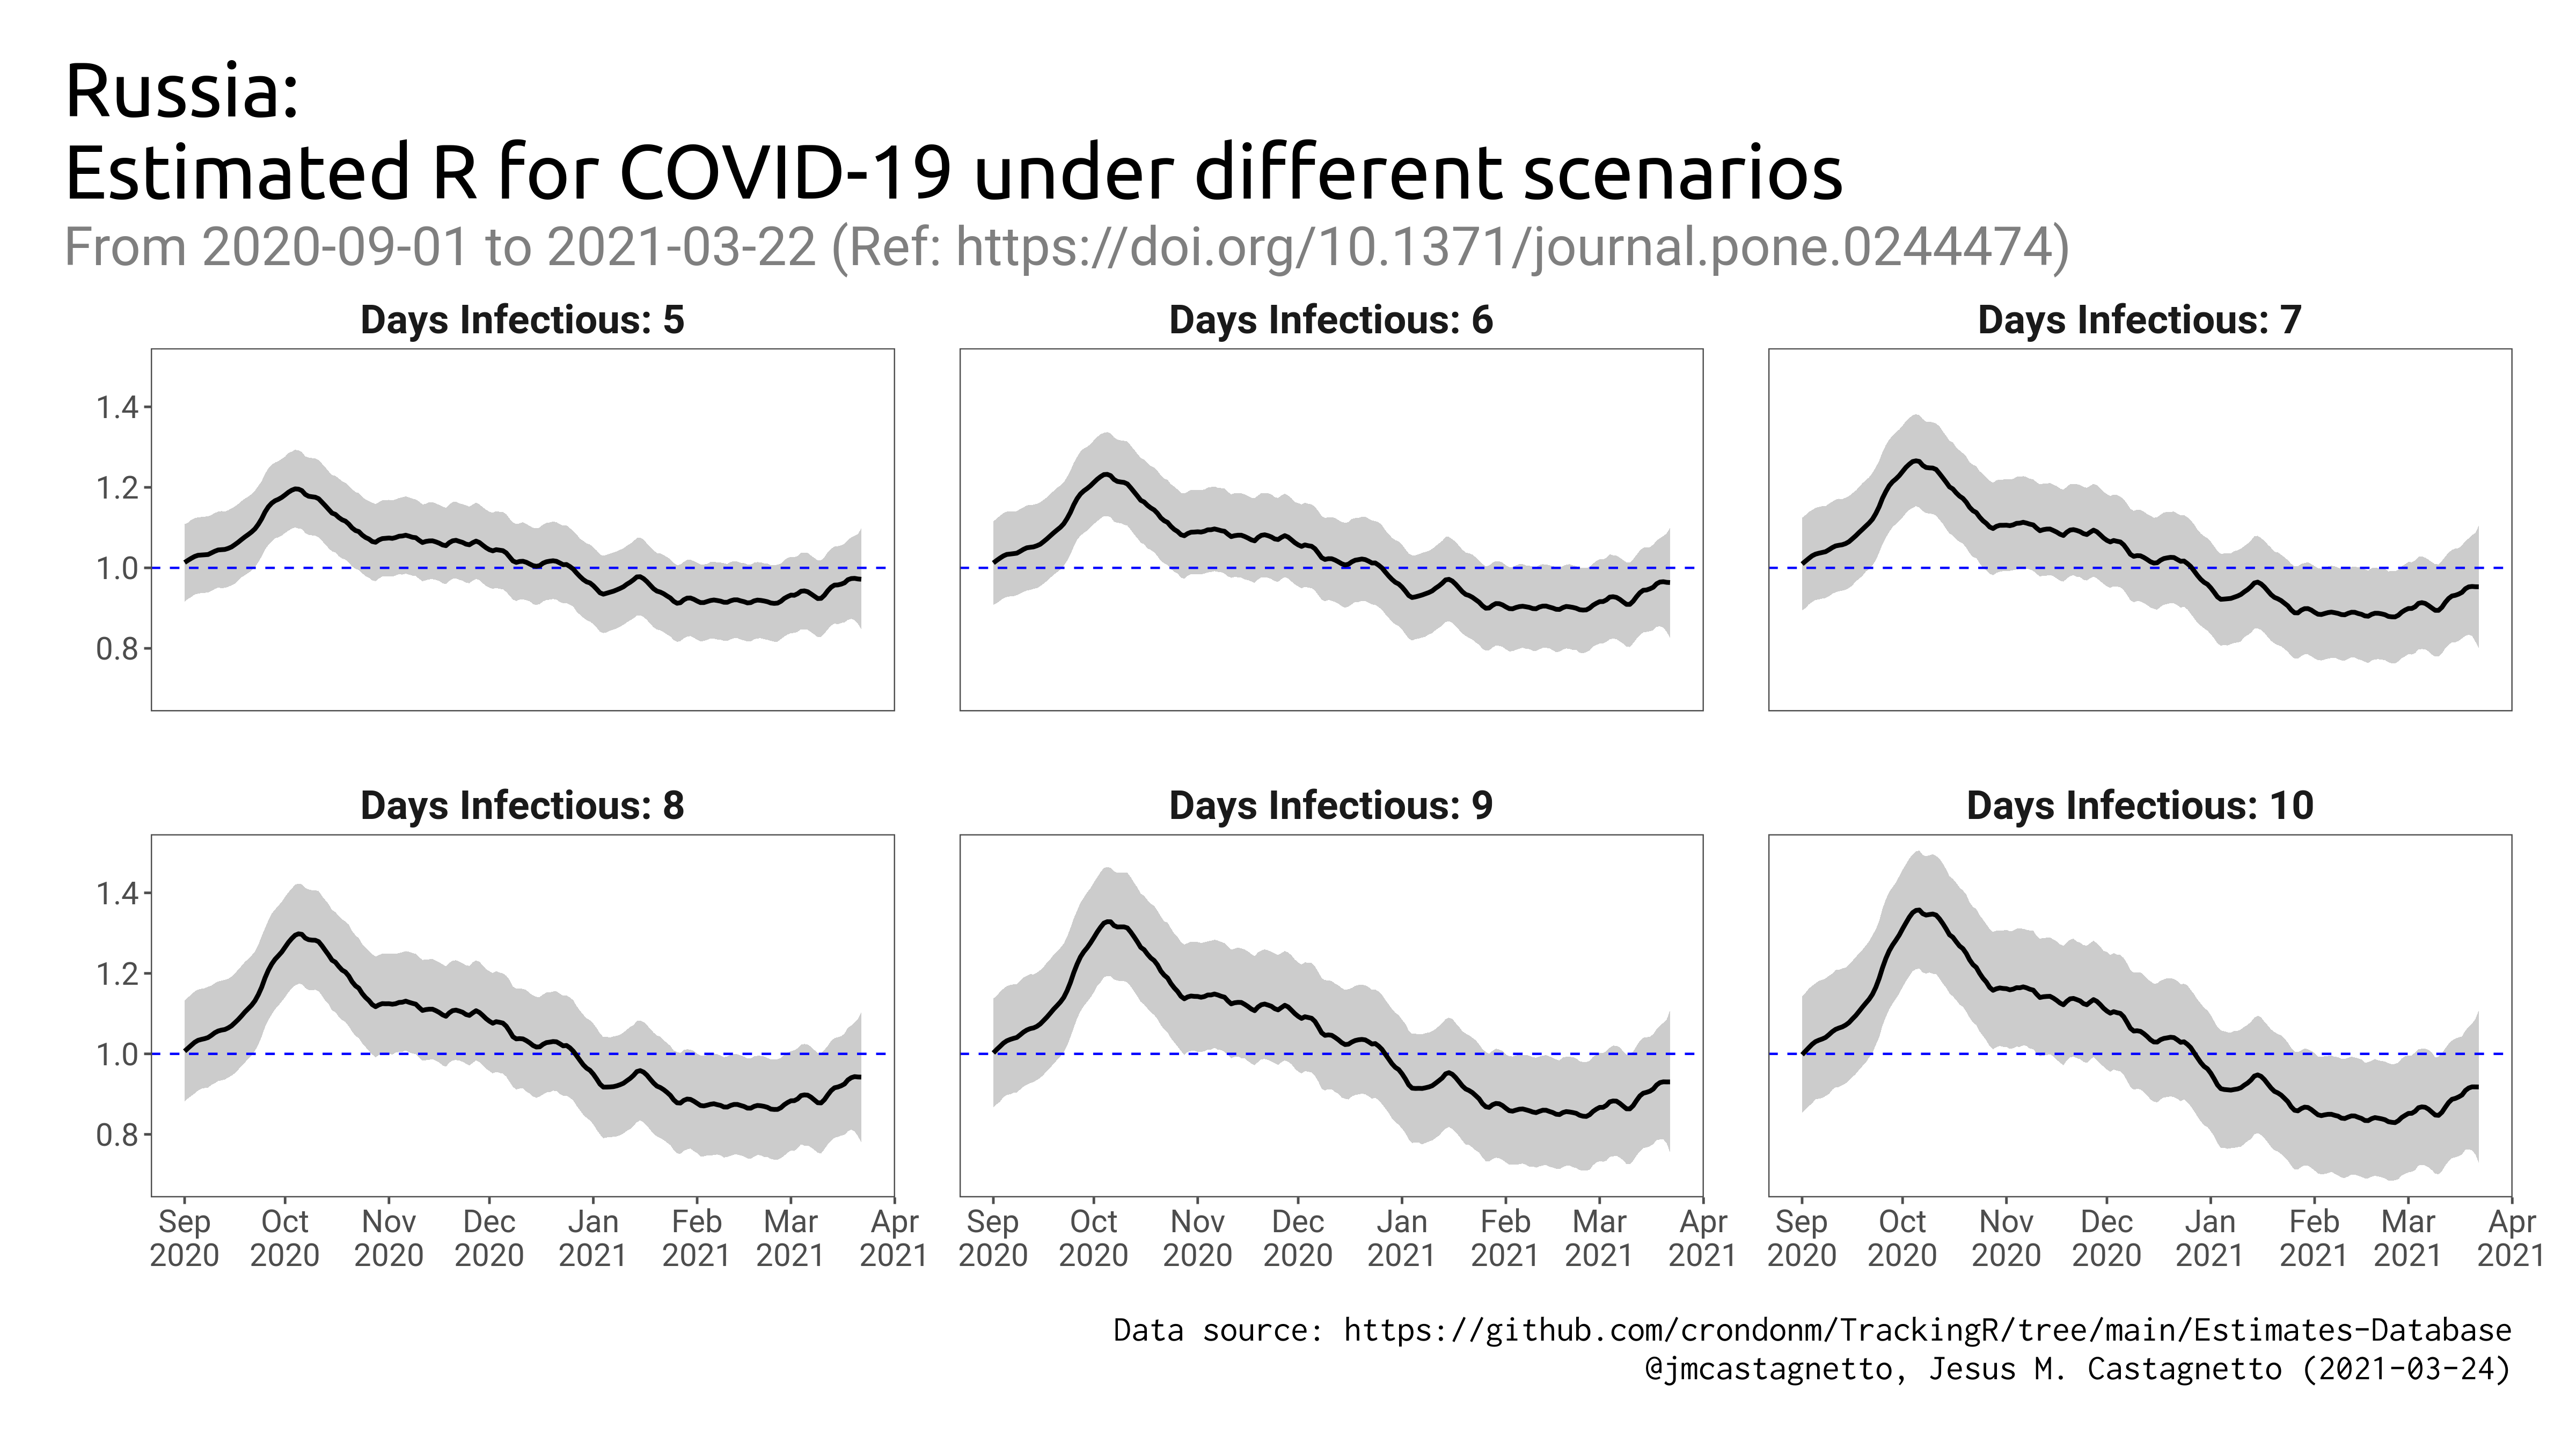 Russia:
Estimated R for COVID-19 under different scenarios
From 2020-09-01 to 2021-03-22 (Ref: https://doi.org/10.1371/journal.pone.0244474)
Days Infectious: 5
Days Infectious: 6
Days Infectious: 7
1.4
1.2
1.0
0.8
Days Infectious: 8
Days Infectious: 9
Days Infectious: 10
1.4
1.2
1.0
0.8
Sep Oct Nov Dec Jan Feb Mar Apr
2020 2020 2020 2020 2021 2021 2021 2021
Sep Oct Nov Dec Jan Feb Mar Apr
2020 2020 2020 2020 2021 2021 2021 2021
Sep Oct Nov Dec Jan Feb Mar Apr
2020 2020 2020 2020 2021 2021 2021 2021
Data source: https://github.com/crondonm/TrackingR/tree/main/Estimates-Database
@jmcastagnetto, Jesus M. Castagnetto (2021-03-24)